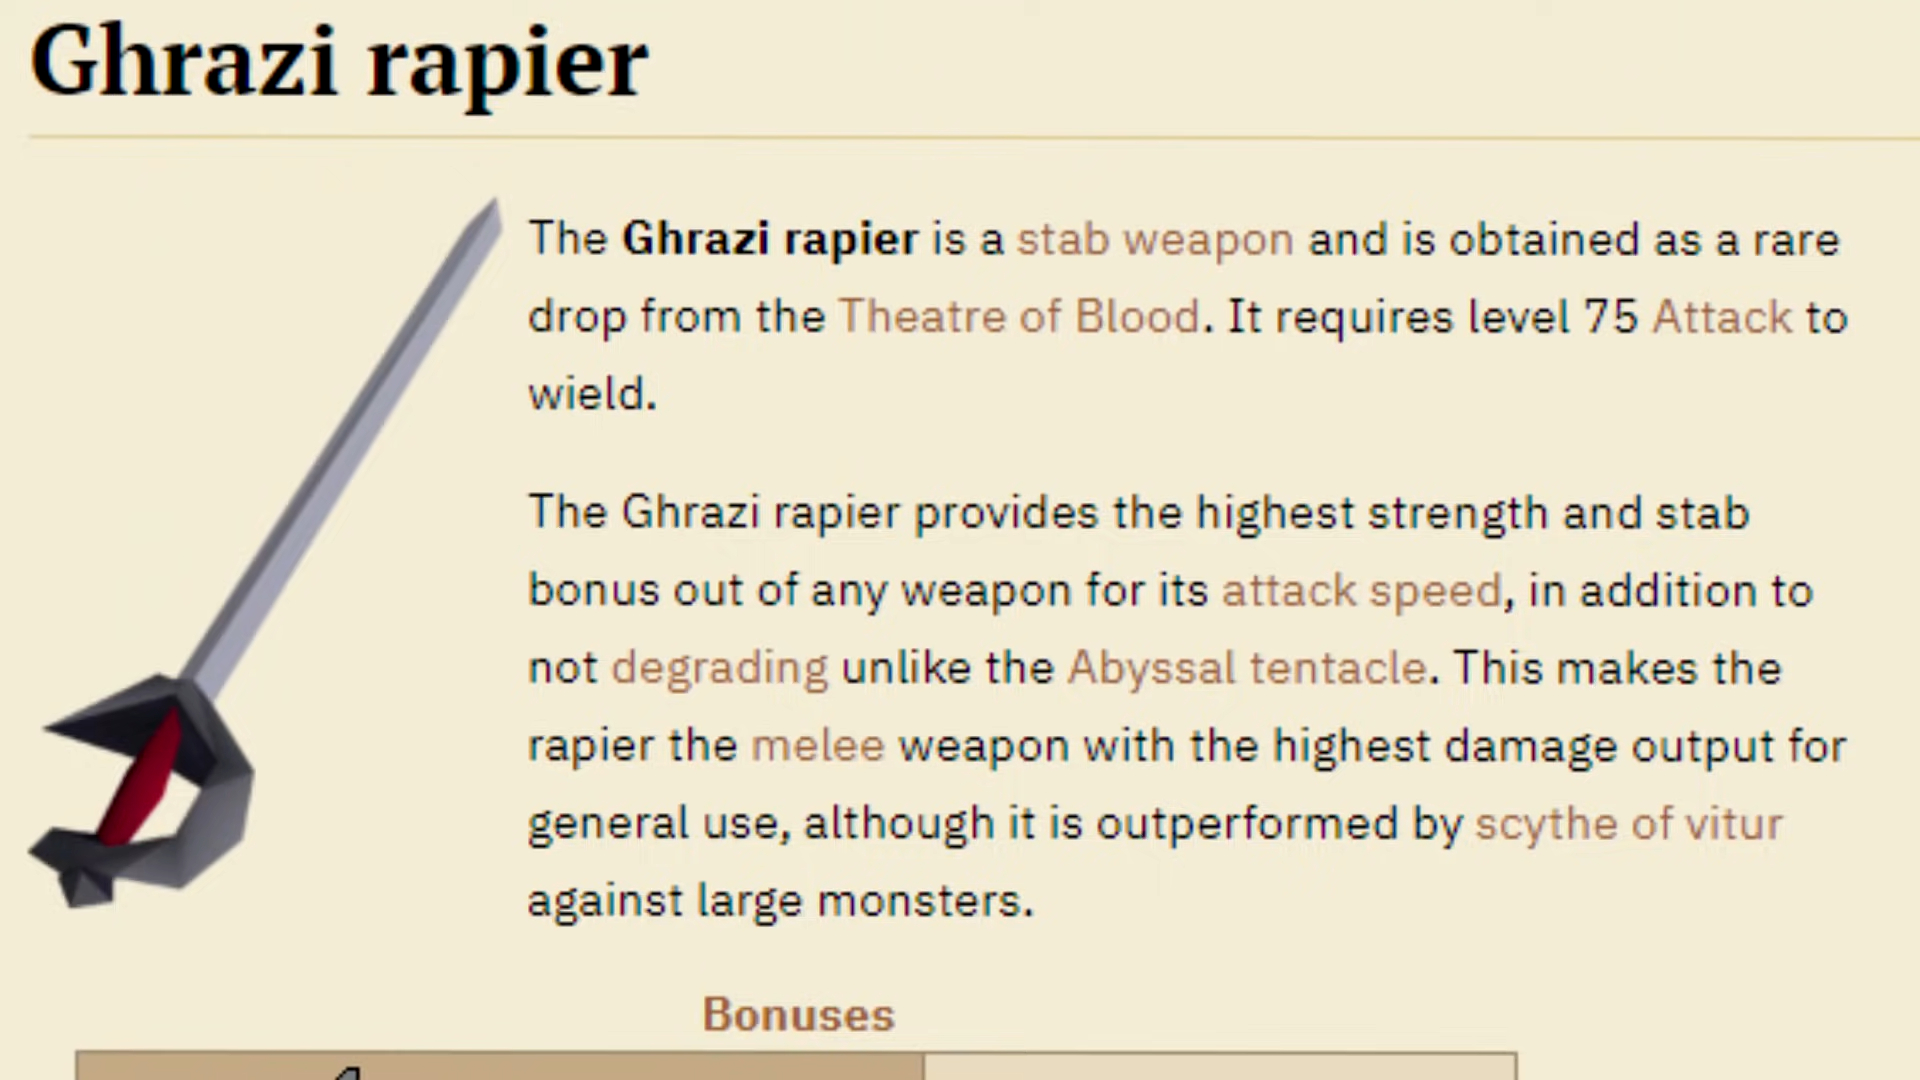 Ghrazi rapier
The Ghrazi rapier is a stab weapon and is obtained as a rare
drop from the Theatre of Blood. It requires level 75 Attack to
wield.
The Ghrazi rapier provides the highest strength and stab
bonus out of any weapon for its attack speed, in addition to
not degrading unlike the Abyssal tentacle. This makes the
rapier the melee weapon with the highest damage output for
general use, although it is outperformed by scythe of vitur
against large monsters.
Bonuses